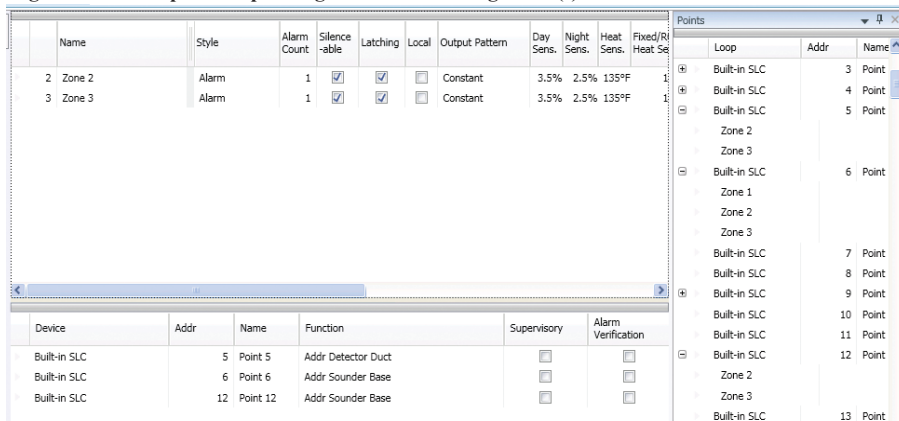 Name Style Alarm Count Silence -able Latching Local Output Pattern Day Sens. Night Sens. Heat Sens. Fixed/R Heat Se
2 Zone 2 Alarm 1 Constant 3.5% 2.5% 135°F 1
3 Zone 3 Alarm 1 Constant 3.5% 2.5% 135°F 1
Device Addr Name Function Supervisory Alarm Verification
Built-in SLC 5 Point 5 Addr Detector Duct
Built-in SLC 6 Point 6 Addr Sounder Base
Built-in SLC 12 Point 12 Addr Sounder Base
Points
Loop Addr Name
Built-in SLC 3 Point
Built-in SLC 4 Point
Built-in SLC 5 Point
Zone 2
Zone 3
Built-in SLC 6 Point
Zone 1
Zone 2
Zone 3
Built-in SLC 7 Point
Built-in SLC 8 Point
Built-in SLC 9 Point
Built-in SLC 10 Point
Built-in SLC 11 Point
Built-in SLC 12 Point
Zone 2
Zone 3
Built-in SLC 13 Point